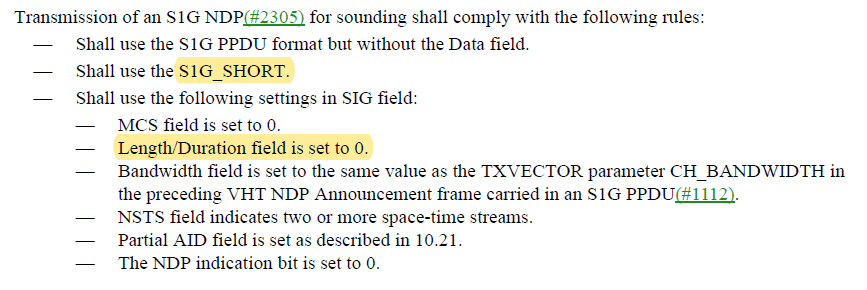 Transmission of an S1G NDP(#2305) for sounding shall comply with the following rules:
— Shall use the S1G PPDU format but without the Data field.
— Shall use the S1G_SHORT.
— Shall use the following settings in SIG field:
— MCS field is set to 0.
— Length/Duration field is set to 0.
— Bandwidth field is set to the same value as the TXVECTOR parameter CH_BANDWIDTH in
the preceding VHT NDP Announcement frame carried in an S1G PPDU(#1112).
— NSTS field indicates two or more space-time streams.
— Partial AID field is set as described in 10.21.
— The NDP indication bit is set to 0.